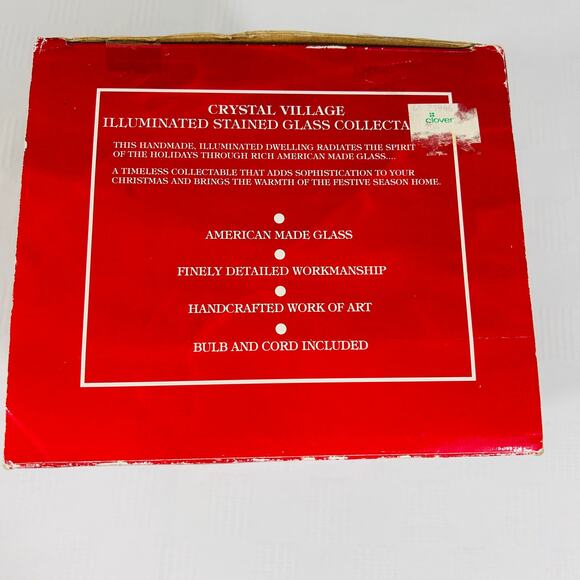 CRYSTAL VILLAGE
ILLUMINATED STAINED GLASS COLLECTA
clover
THIS HANDMADE, ILLUMINATED DWELLING RADIATES THE SPIRIT
OF THE HOLIDAYS THROUGH RICH AMERICAN MADE GLASS....
A TIMELESS COLLECTABLE THAT ADDS SOPHISTICATION TO YOUR
CHRISTMAS AND BRINGS THE WARMTH OF THE FESTIVE SEASON HOME.
AMERICAN MADE GLASS
FINELY DETAILED WORKMANSHIP
HANDCRAFTED WORK OF ART
BULB AND CORD INCLUDED